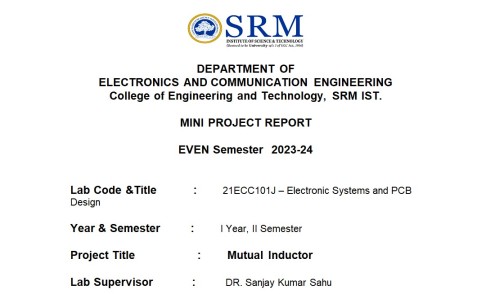 SRM
INSTITUTE OF SCIENCE & TECHNOLOGY
(Deemed to be University u/s 3 of UGC Act, 1956)
DEPARTMENT OF
ELECTRONICS AND COMMUNICATION ENGINEERING
College of Engineering and Technology, SRM IST.
MINI PROJECT REPORT
EVEN Semester 2023-24
Lab Code &Title : 21ECC101J – Electronic Systems and PCB
Design
Year & Semester : I Year, II Semester
Project Title : Mutual Inductor
Lab Supervisor : DR. Sanjay Kumar Sahu